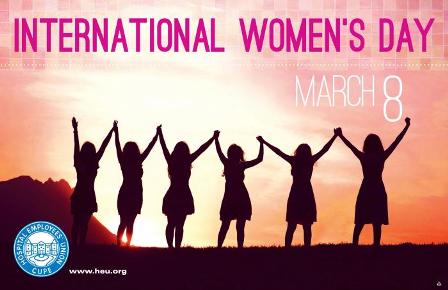 INTERNATIONAL WOMEN'S DAY
MARCH 8
HOSPITAL EMPLOYEES' UNION
CUPE
www.heu.org